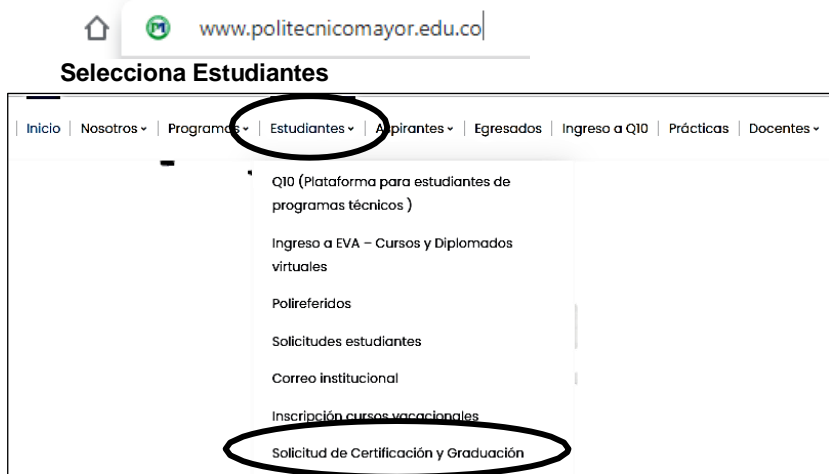 www.politecnicomayor.edu.co
Selecciona Estudiantes
Inicio | Nosotros | Programas | Estudiantes | Aspirantes | Egresados | Ingreso a Q10 | Prácticas | Docentes
Q10 (Plataforma para estudiantes de
programas técnicos )
Ingreso a EVA – Cursos y Diplomados
virtuales
Polireferidos
Solicitudes estudiantes
Correo institucional
Inscripción cursos vacacionales
Solicitud de Certificación y Graduación